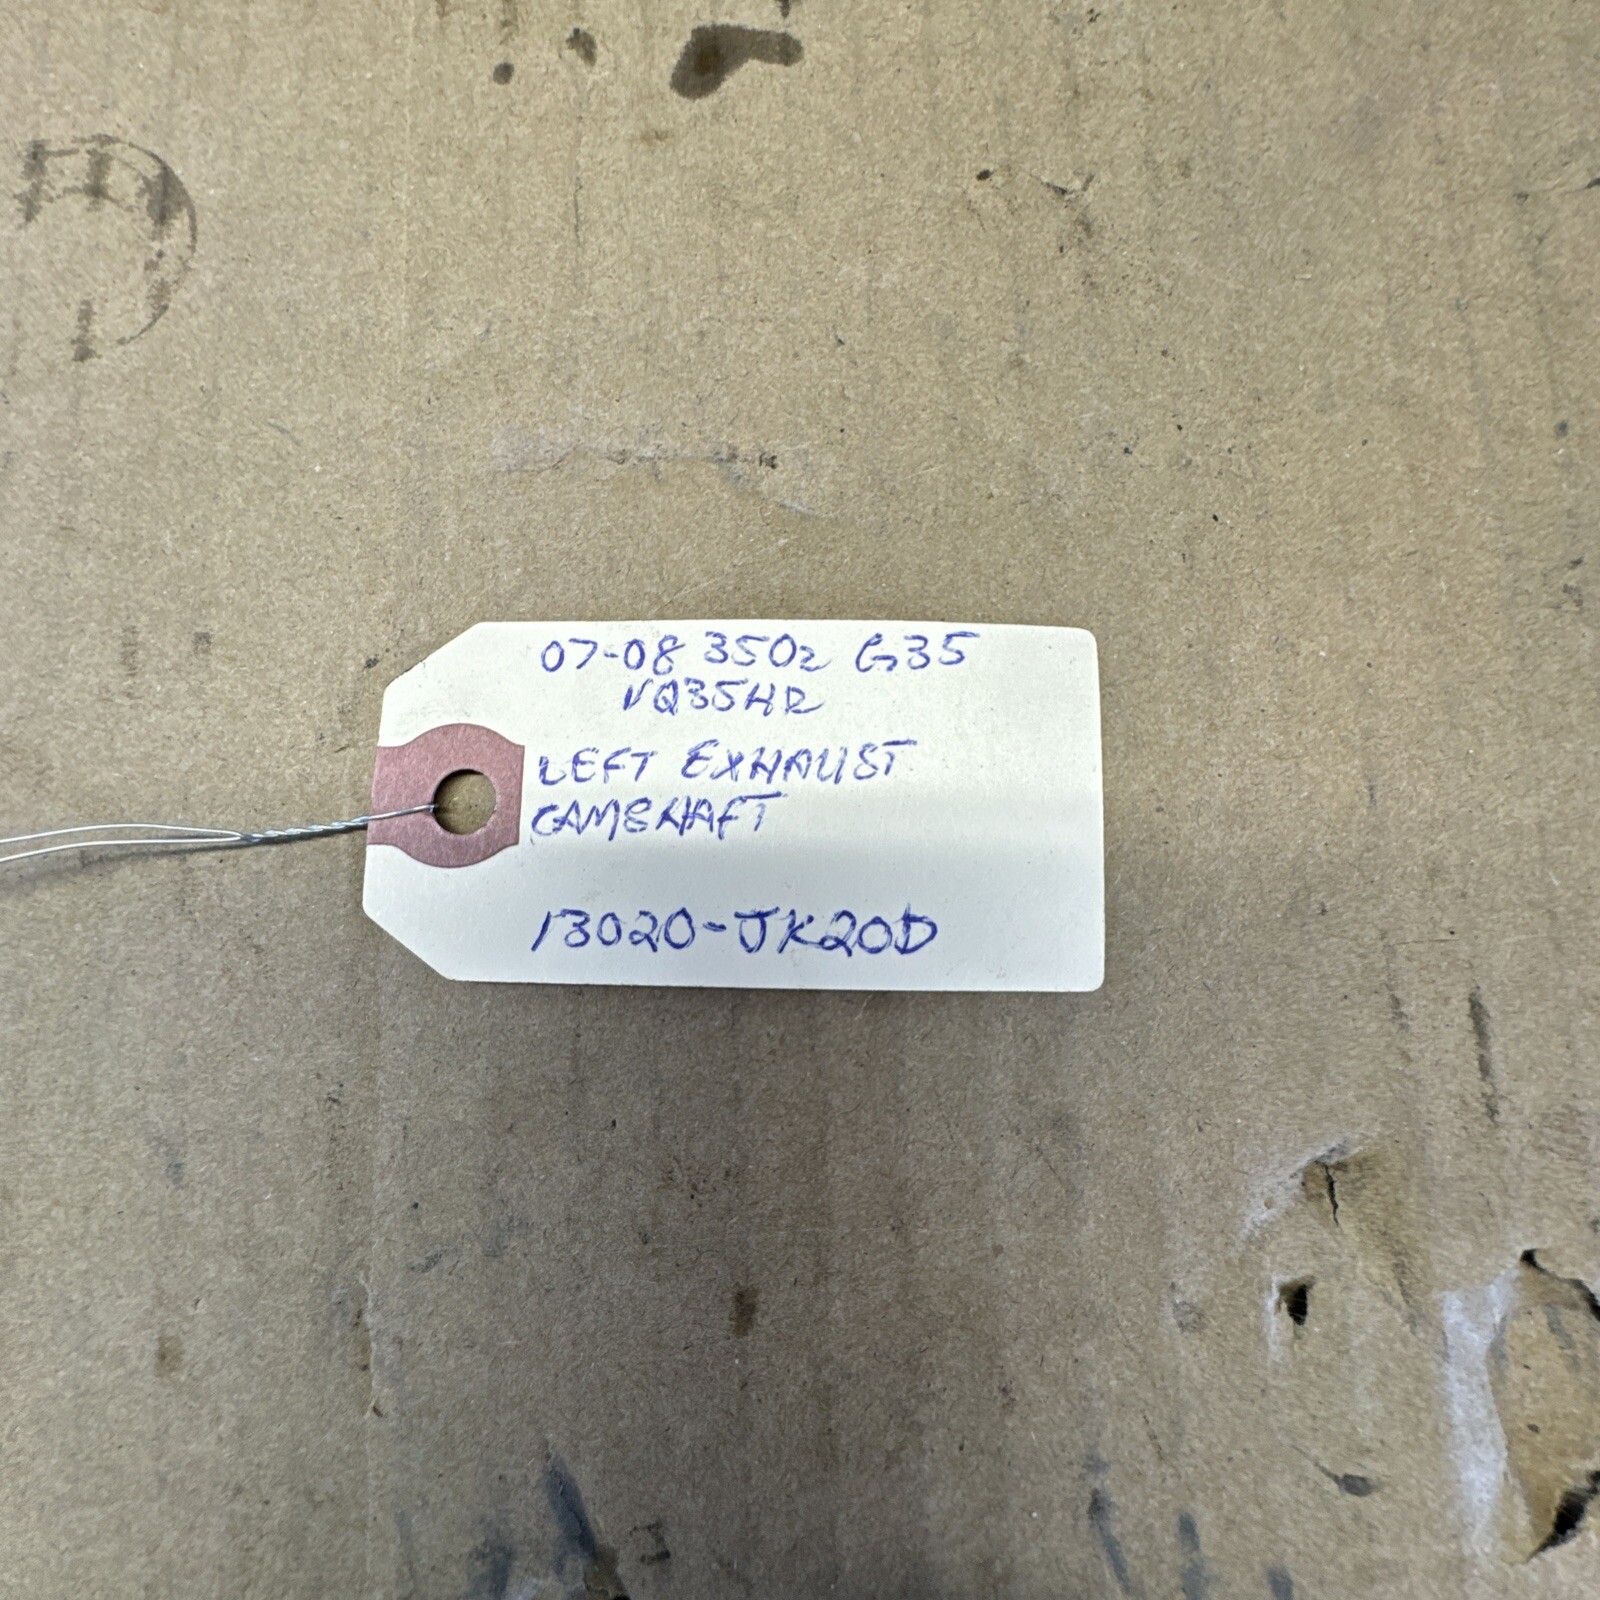 07-08 350z G35
VQ35HR
LEFT EXHAUST
CAMSHAFT
13020-JK20D